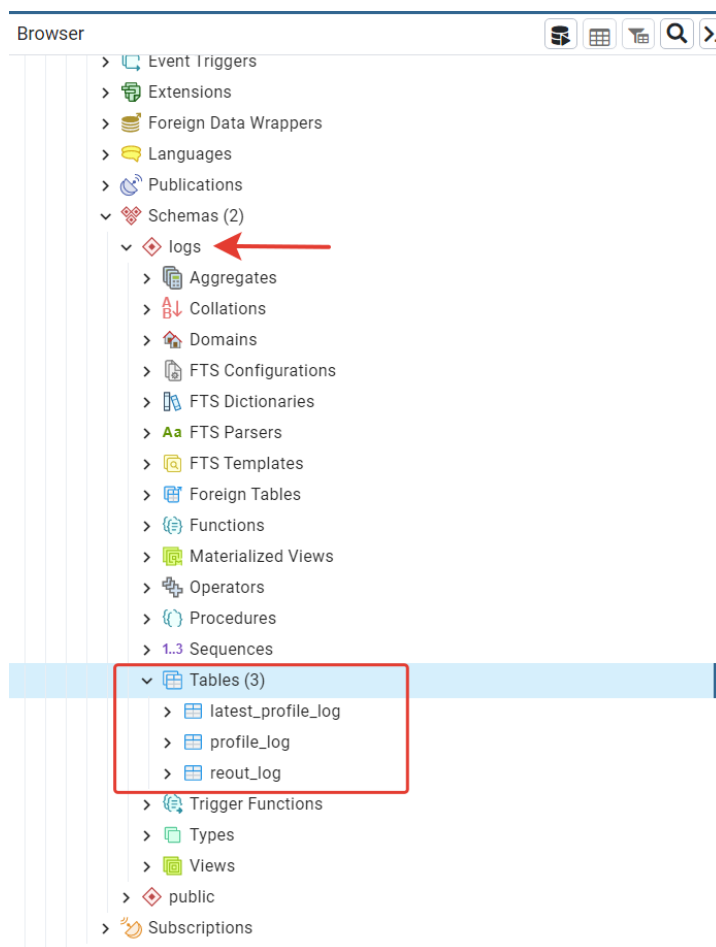 Browser
Event Triggers
Extensions
Foreign Data Wrappers
Languages
Publications
Schemas (2)
logs
Aggregates
Collations
Domains
FTS Configurations
FTS Dictionaries
Aa FTS Parsers
FTS Templates
Foreign Tables
Functions
Materialized Views
Operators
Procedures
1..3 Sequences
Tables (3)
latest_profile_log
profile_log
reout_log
Trigger Functions
Types
Views
public
Subscriptions